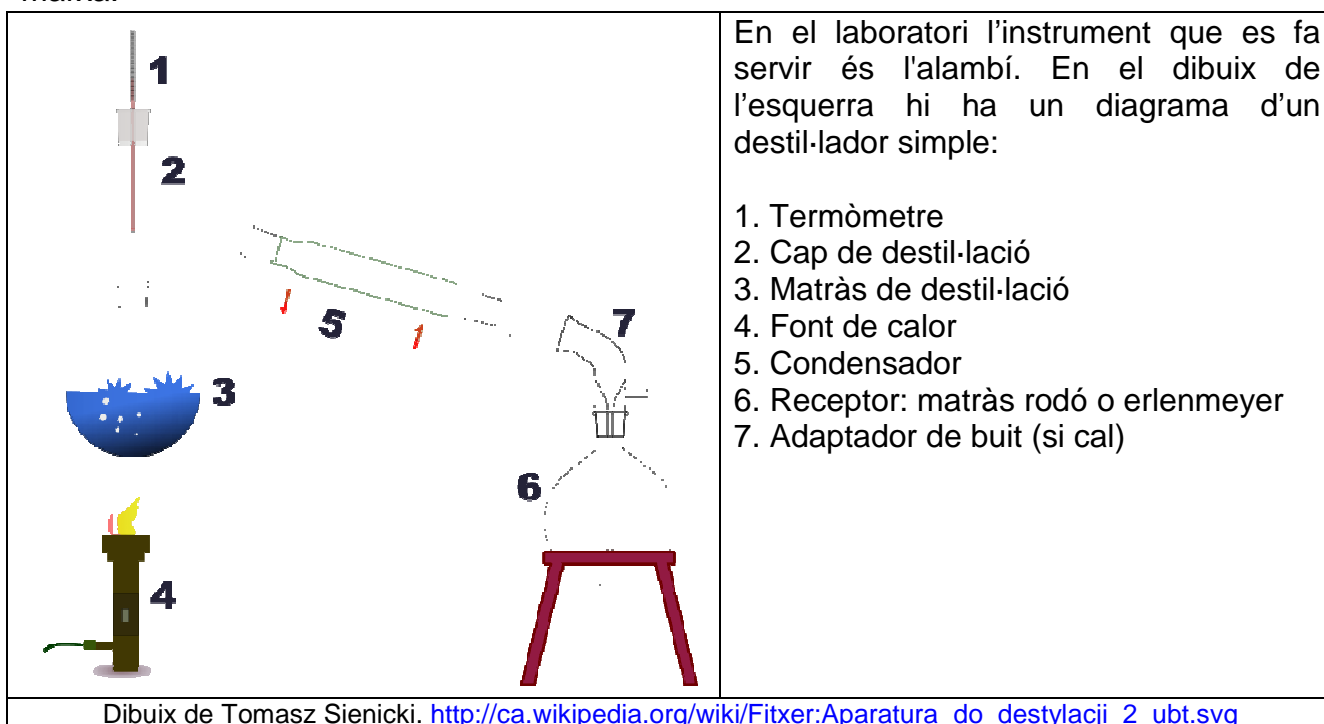 1
2
3
4
5
6
7
En el laboratori l’instrument que es fa
servir és l'alambí. En el dibuix de
l’esquerra hi ha un diagrama d’un
destil·lador simple:
1. Termòmetre
2. Cap de destil·lació
3. Matràs de destil·lació
4. Font de calor
5. Condensador
6. Receptor: matràs rodó o erlenmeyer
7. Adaptador de buit (si cal)
Dibuix de Tomasz Sienicki. http://ca.wikipedia.org/wiki/Fitxer:Aparatura_do_destylacji_2_ubt.svg